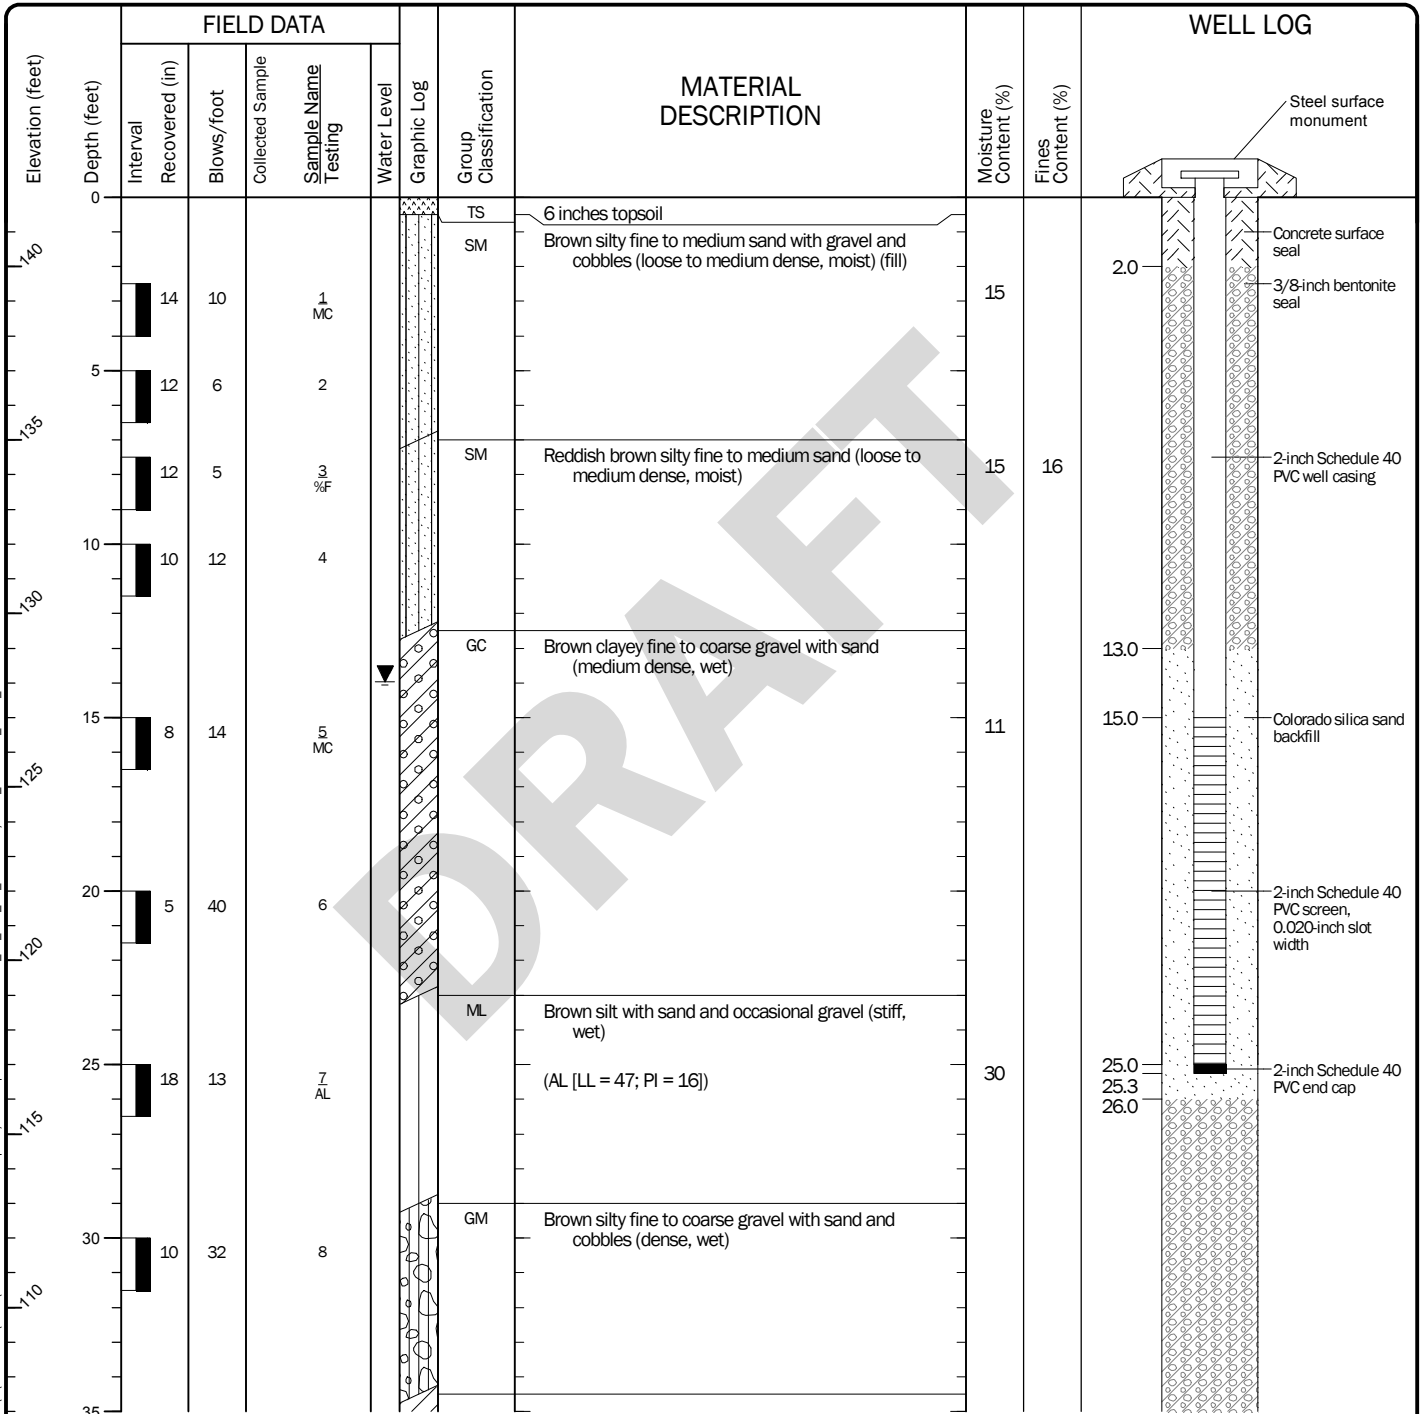 FIELD DATA
WELL LOG
Elevation (feet)
Depth (feet)
Interval
Recovered (in)
Blows/foot
Collected Sample
Sample Name
Testing
Water Level
Graphic Log
Group
Classification
MATERIAL
DESCRIPTION
Moisture
Content (%)
Fines
Content (%)
Steel surface
monument
0
TS
6 inches topsoil
SM
Brown silty fine to medium sand with gravel and
cobbles (loose to medium dense, moist) (fill)
Concrete surface
seal
140
2.0
3/8-inch bentonite
seal
14
10
1
MC
15
5
12
6
2
135
SM
Reddish brown silty fine to medium sand (loose to
medium dense, moist)
12
5
3
%F
15
16
2-inch Schedule 40
PVC well casing
10
10
12
4
130
GC
Brown clayey fine to coarse gravel with sand
(medium dense, wet)
13.0
15
8
14
5
MC
11
15.0
Colorado silica sand
backfill
125
20
5
40
6
2-inch Schedule 40
PVC screen,
0.020-inch slot
width
120
ML
Brown silt with sand and occasional gravel (stiff,
wet)
25
18
13
7
AL
(AL [LL = 47; PI = 16])
30
25.0
25.3
26.0
2-inch Schedule 40
PVC end cap
115
GM
Brown silty fine to coarse gravel with sand and
cobbles (dense, wet)
30
10
32
8
110
35
DRAFT